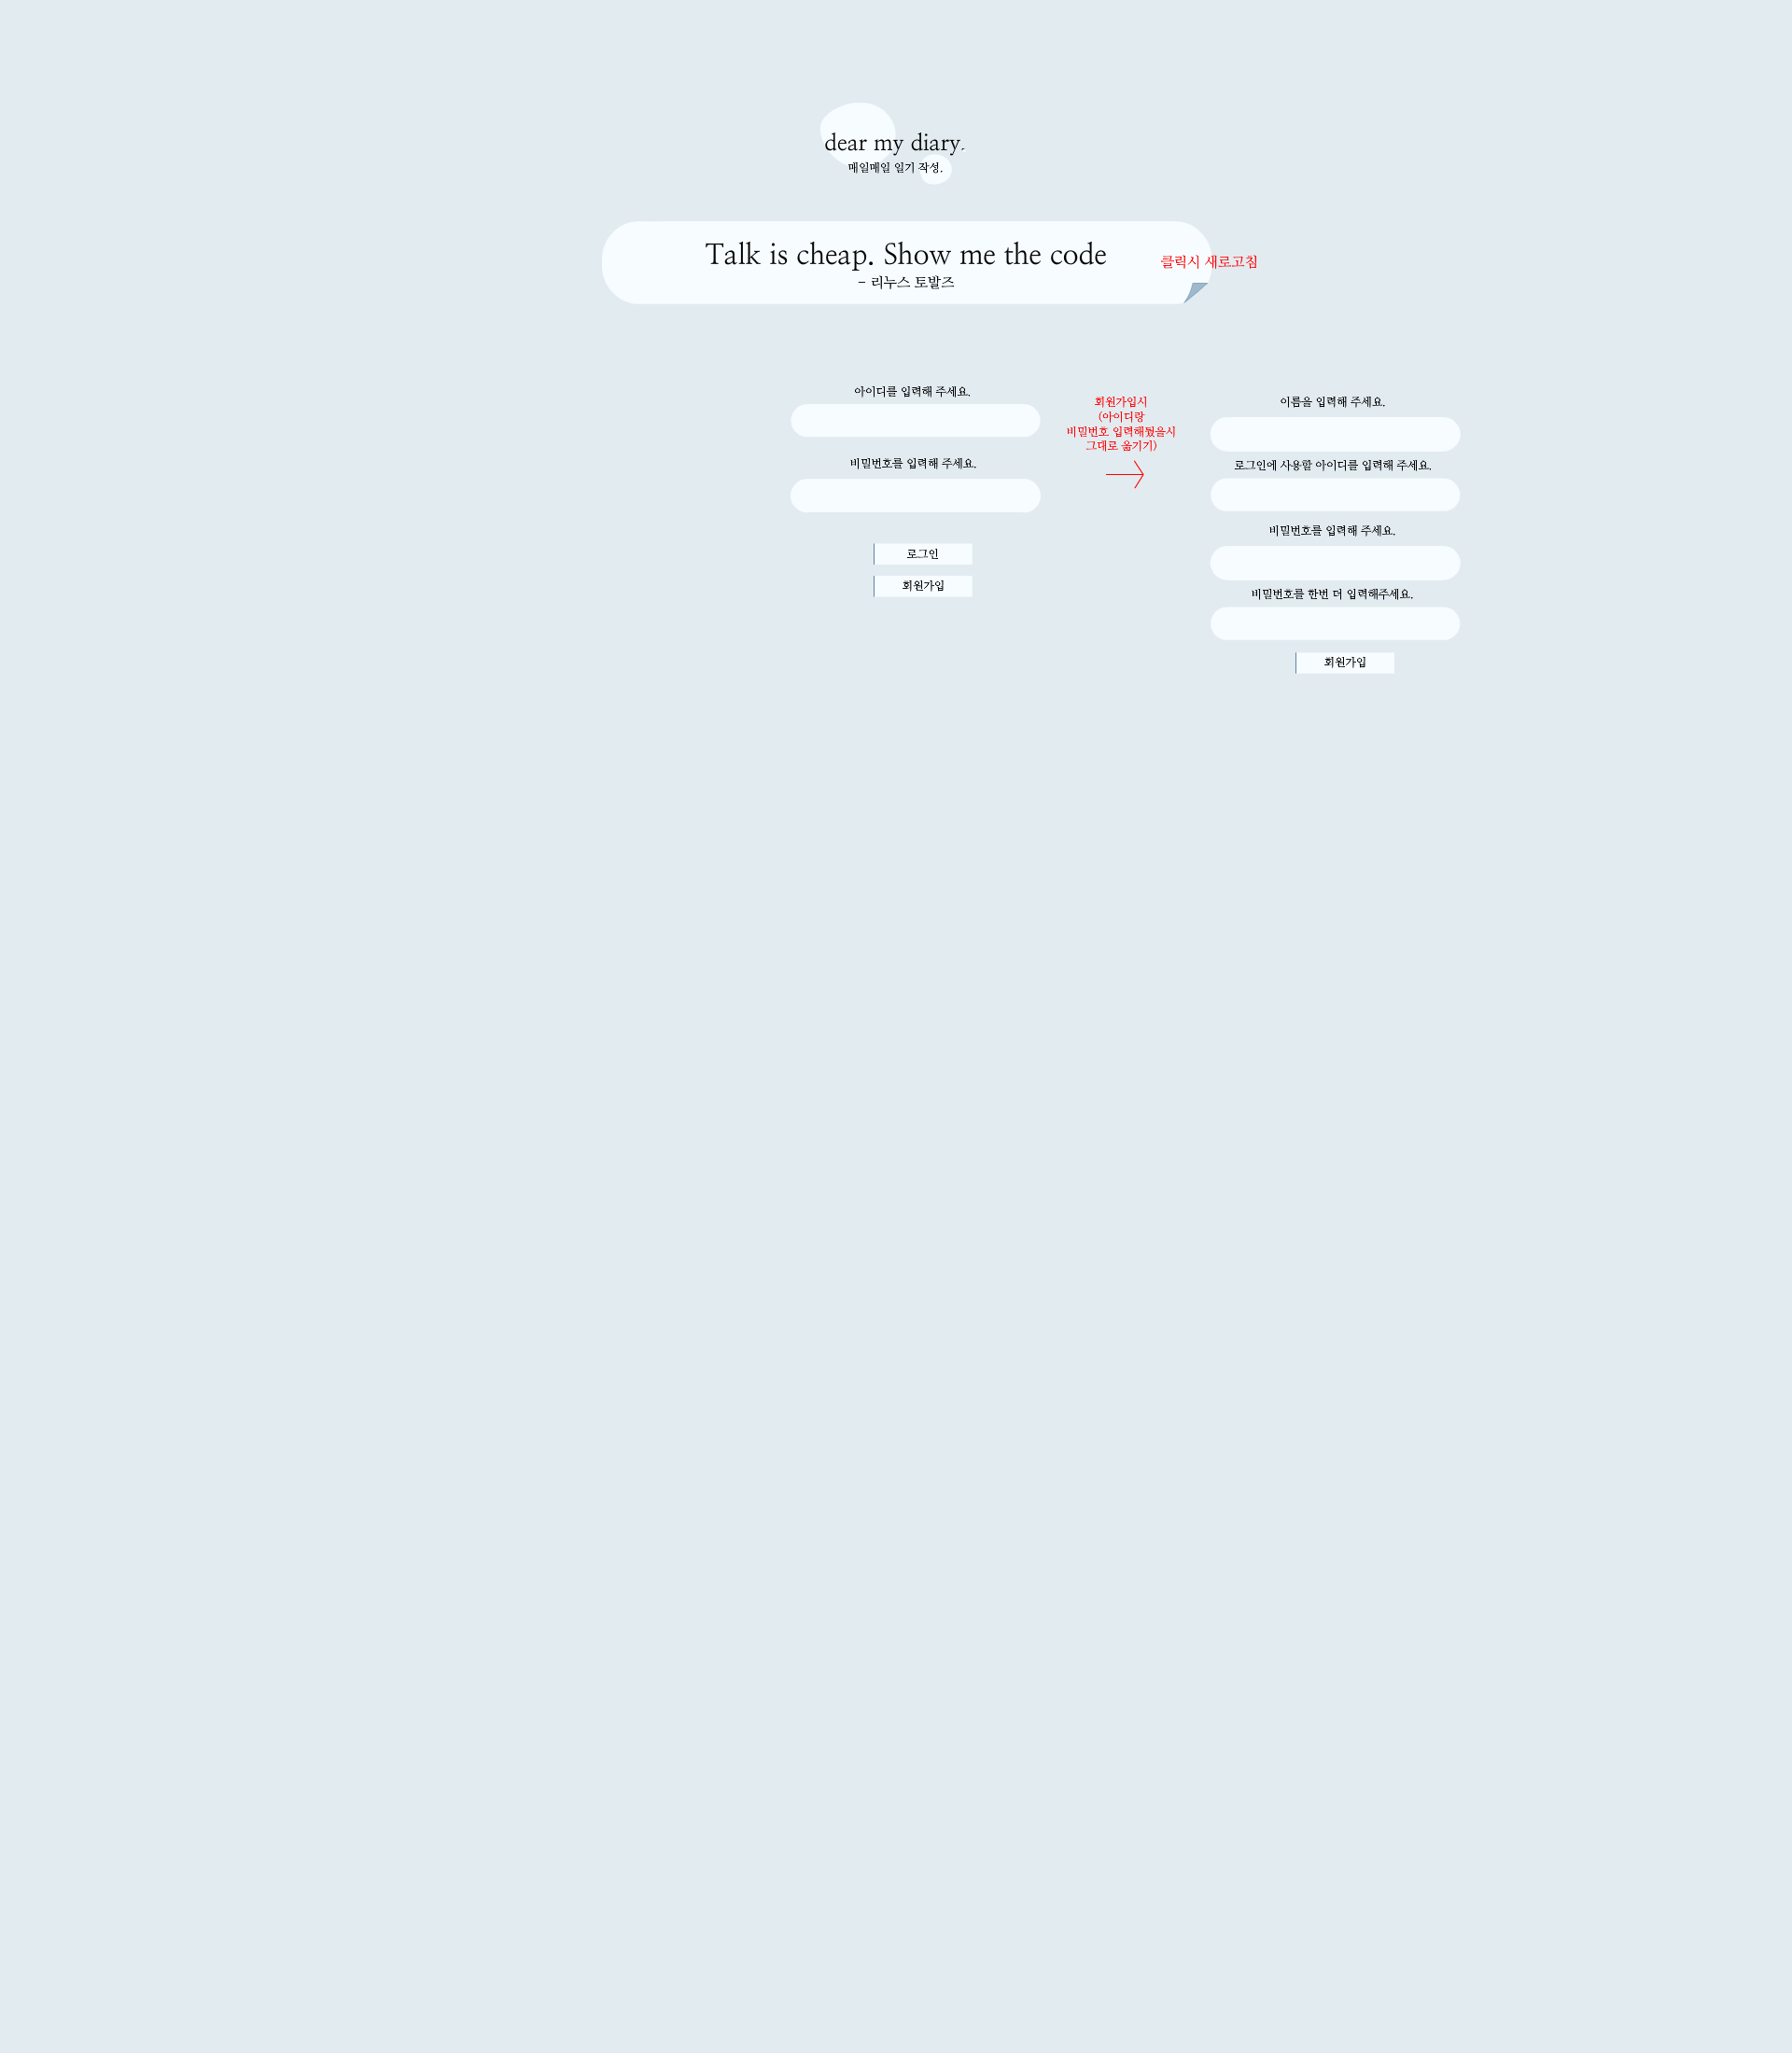 dear my diary.
매일매일 일기 작성.
Talk is cheap. Show me the code
- 리누스 토발즈
클릭시 새로고침
아이디를 입력해 주세요.
비밀번호를 입력해 주세요.
로그인
회원가입
회원가입시
(아이디랑
비밀번호 입력해뒀을시
그대로 옮기기)
이름을 입력해 주세요.
로그인에 사용할 아이디를 입력해 주세요.
비밀번호를 입력해 주세요.
비밀번호를 한번 더 입력해주세요.
회원가입